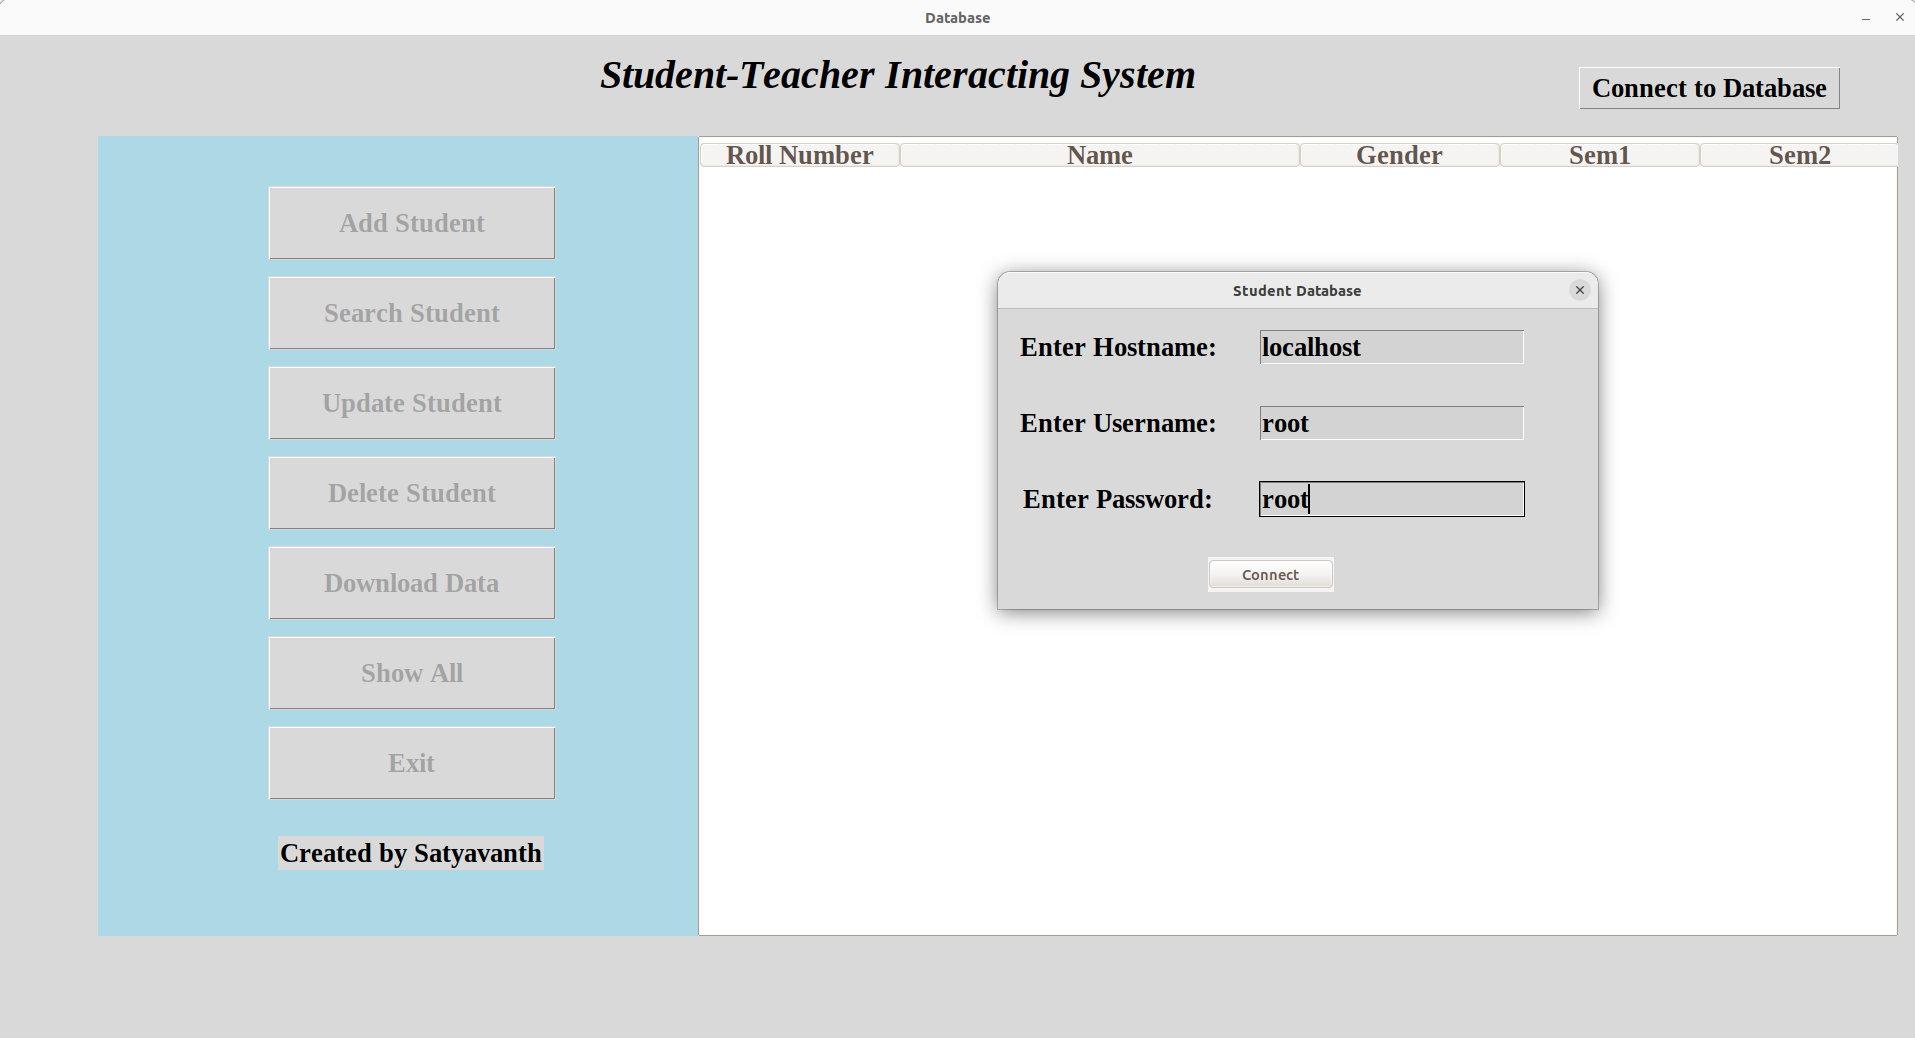 Database
Student-Teacher Interacting System
Connect to Database
Roll Number Name Gender Sem1 Sem2
Add Student
Search Student
Update Student
Delete Student
Download Data
Show All
Exit
Created by Satyavanth
Student Database
Enter Hostname: localhost
Enter Username: root
Enter Password: root
Connect